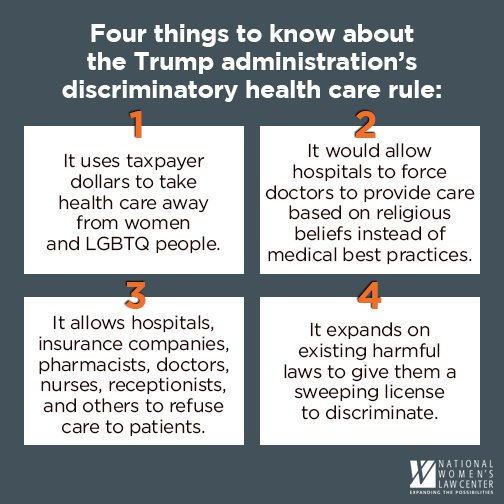 Four things to know about
the Trump administration's
discriminatory health care rule:
1
It uses taxpayer
dollars to take
health care away
from women
and LGBTQ people.
2
It would allow
hospitals to force
doctors to provide care
based on religious
beliefs instead of
medical best practices.
3
It allows hospitals,
insurance companies,
pharmacists, doctors,
nurses, receptionists,
and others to refuse
care to patients.
4
It expands on
existing harmful
laws to give them a
sweeping license
to discriminate.
NATIONAL
WOMEN'S
LAW CENTER
EXPANDING THE POSSIBILITIES